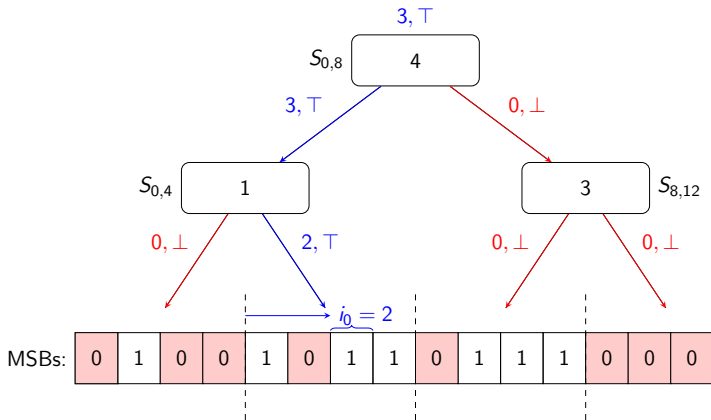 3, ⊤
S0,8 4
3, ⊤ 0, ⊥
S0,4 1 3 S8,12
0, ⊥ 2, ⊤ 0, ⊥ 0, ⊥
i0 = 2
MSBs: 0 1 0 0 1 0 1 1 0 1 1 1 0 0 0